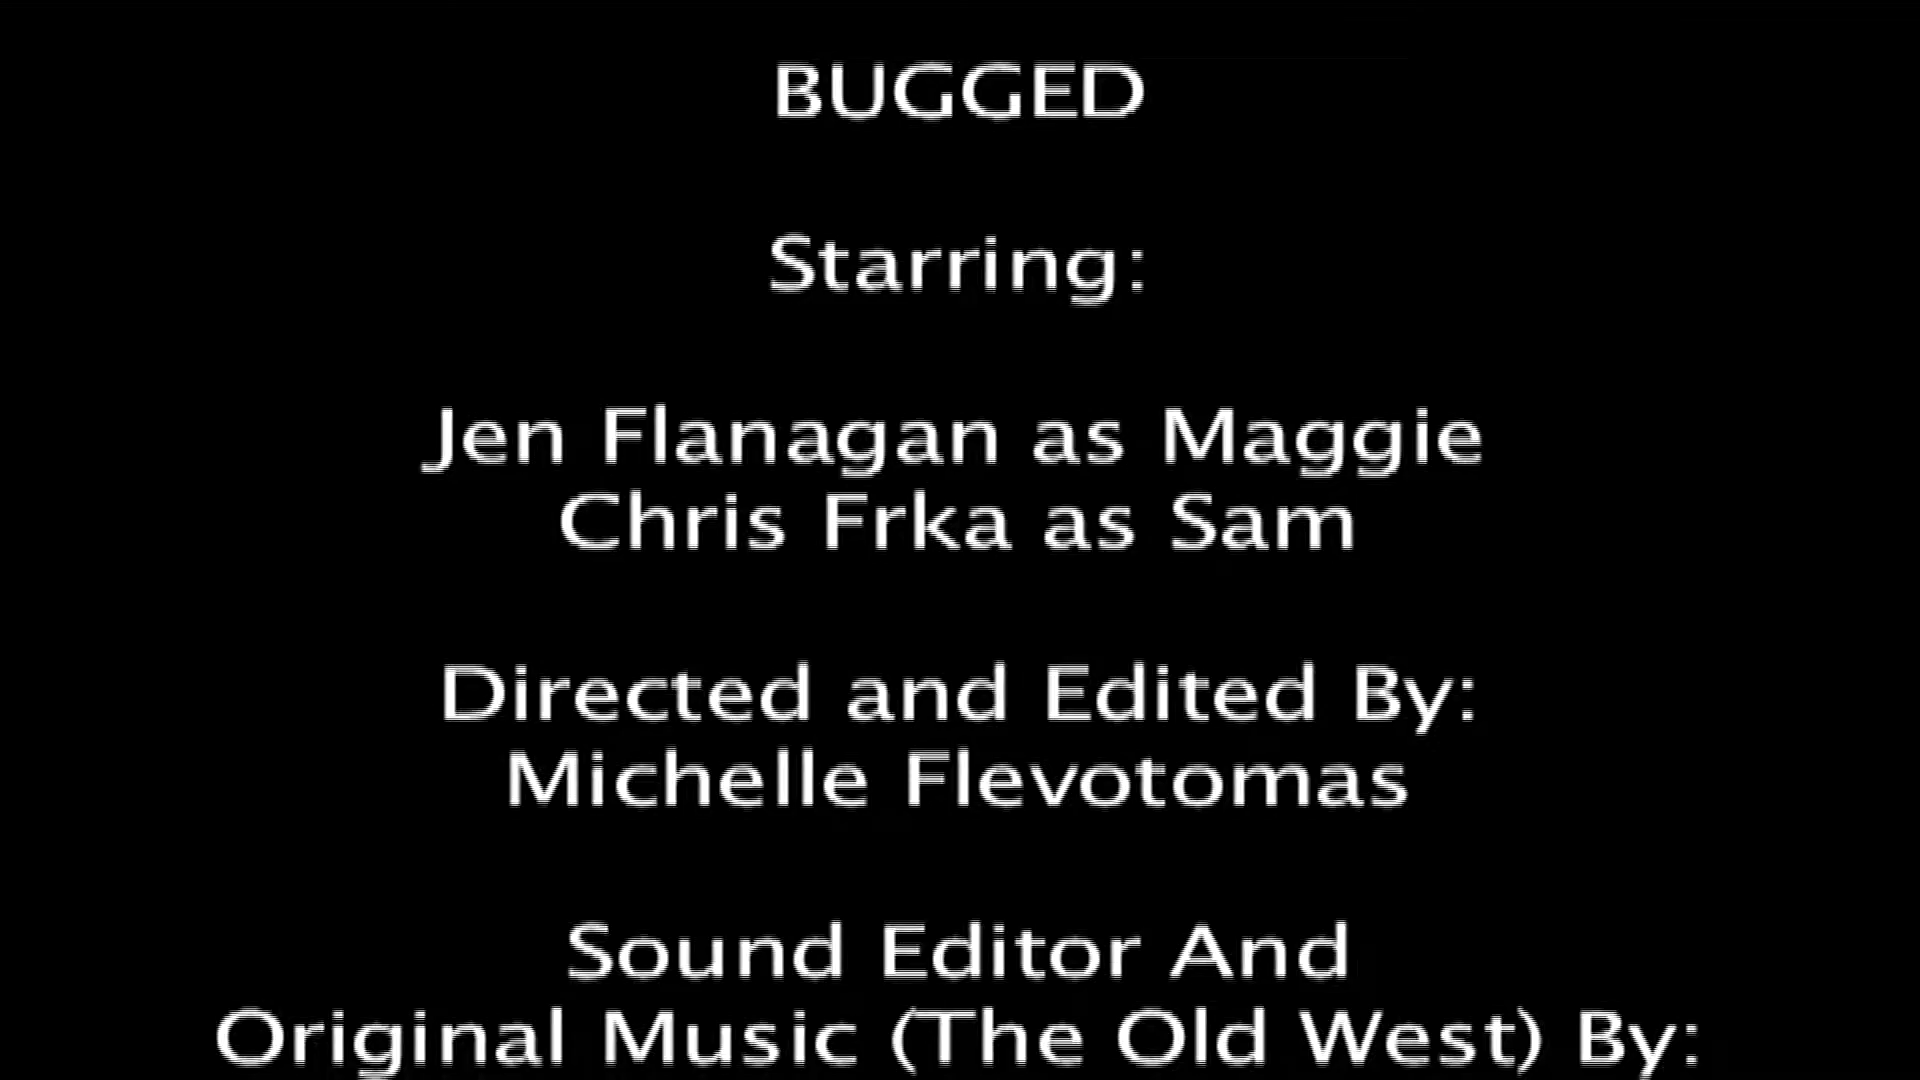 BUGGED
Starring:
Jen Flanagan as Maggie
Chris Frka as Sam
Directed and Edited By:
Michelle Flevotomas
Sound Editor And
Original Music (The Old West) By: